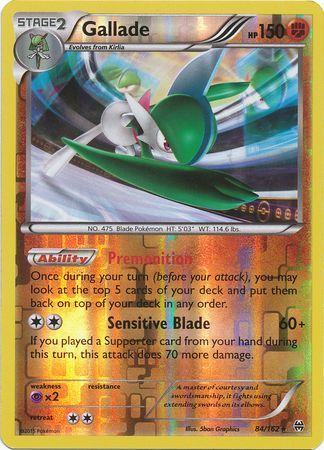 STAGE2
Gallade
HP150
Evolves from Kirlia
NO. 475 Blade Pokémon HT: 5'03" WT: 114.6 lbs.
Ability Premonition
Once during your turn (before your attack), you may
look at the top 5 cards of your deck and put them
back on top of your deck in any order.
Sensitive Blade 60+
If you played a Supporter card from your hand during
this turn, this attack does 70 more damage.
weakness resistance
×2
retreat
A master of courtesy and
swordsmanship, it fights using
extending swords on its elbows.
©2015 Pokémon
Illus. 5ban Graphics
84/162 ★